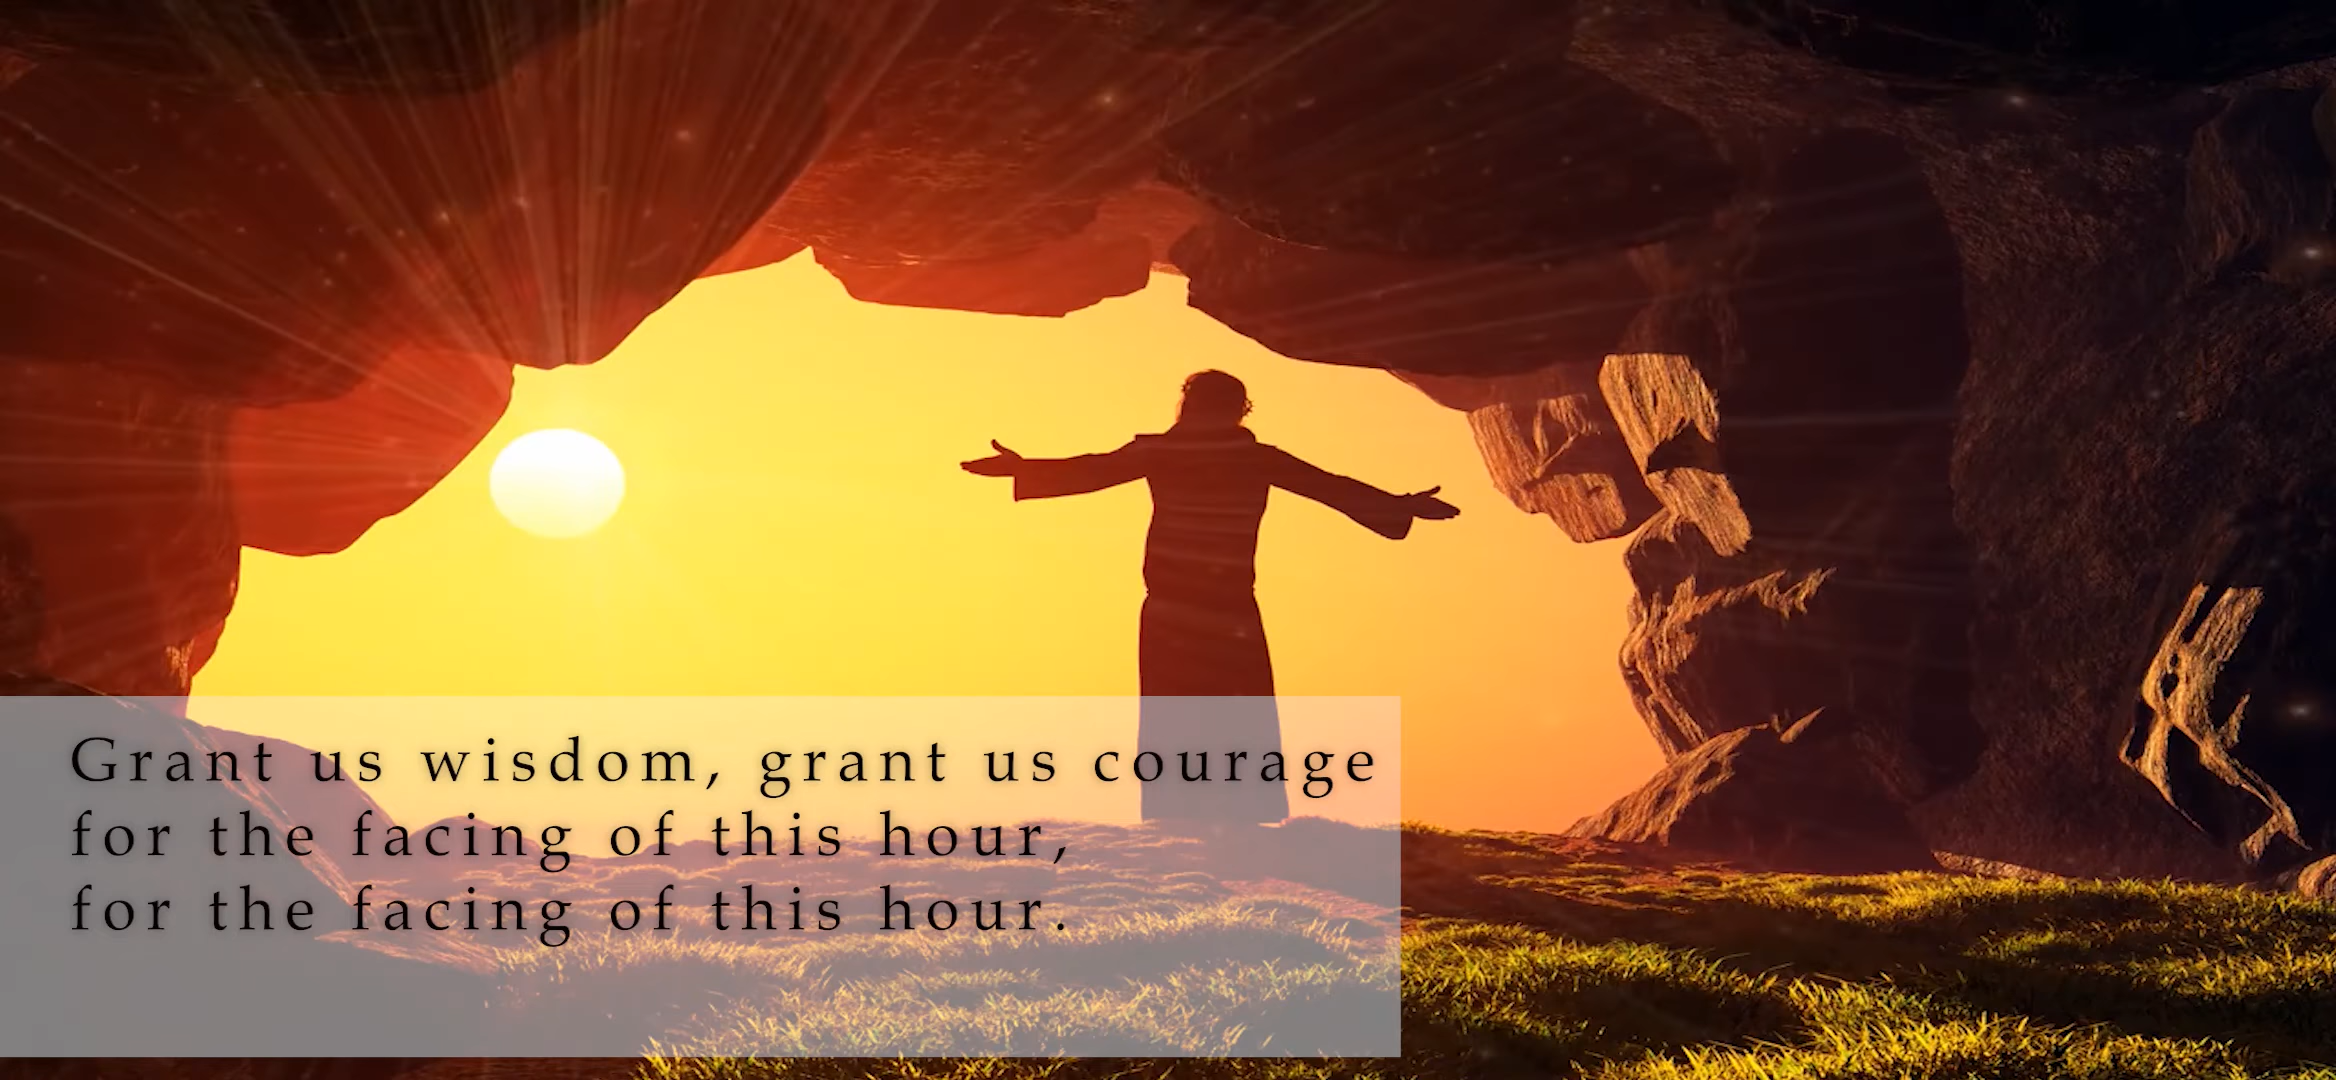 Grant us wisdom, grant us courage
for the facing of this hour,
for the facing of this hour.